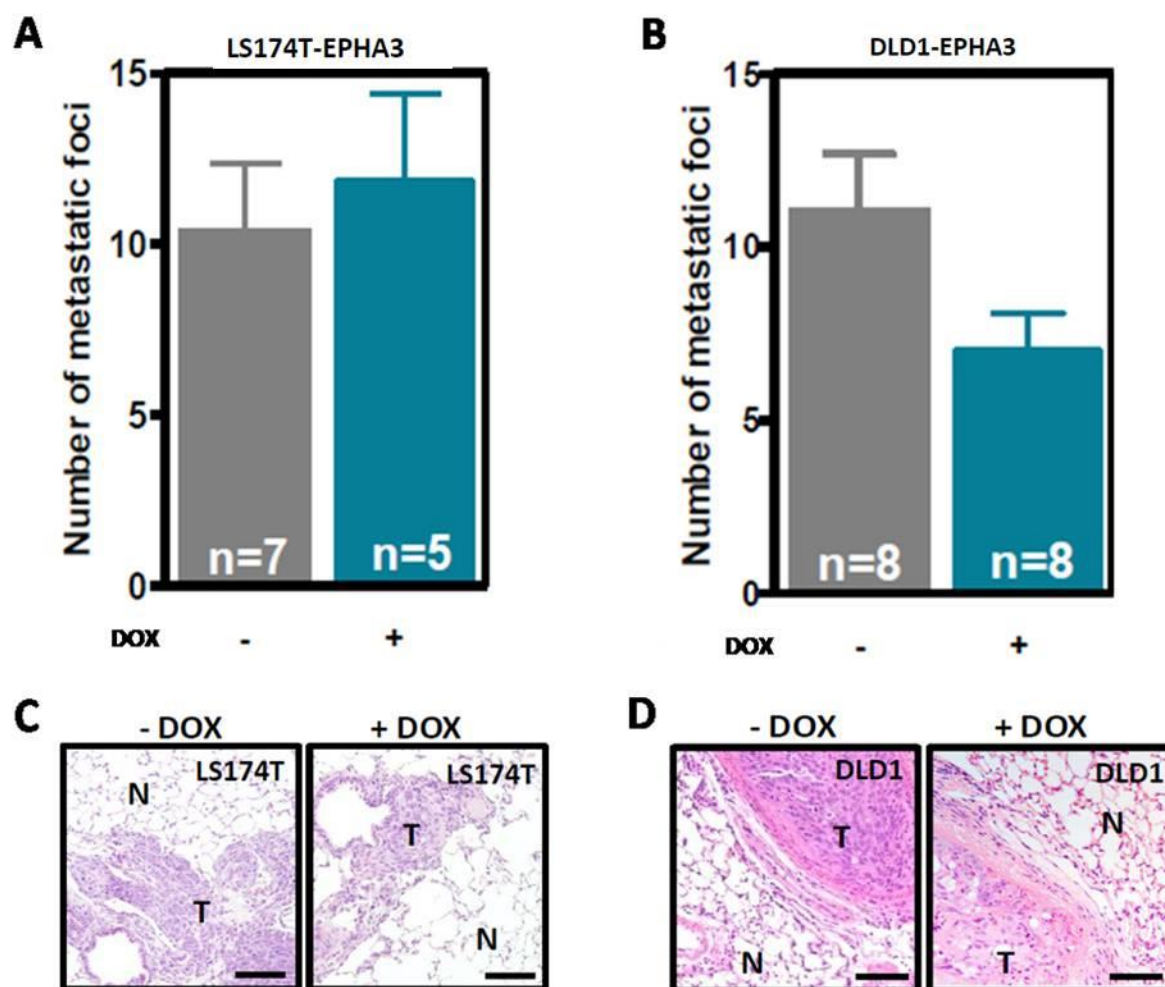 A
LS174T-EPHA3
Number of metastatic foci
15
10
5
0
n=7
n=5
DOX
-
+
B
DLD1-EPHA3
Number of metastatic foci
15
10
5
0
n=8
n=8
DOX
-
+
C
- DOX
+ DOX
LS174T
N
T
LS174T
T
N
D
- DOX
+ DOX
DLD1
T
N
DLD1
N
T